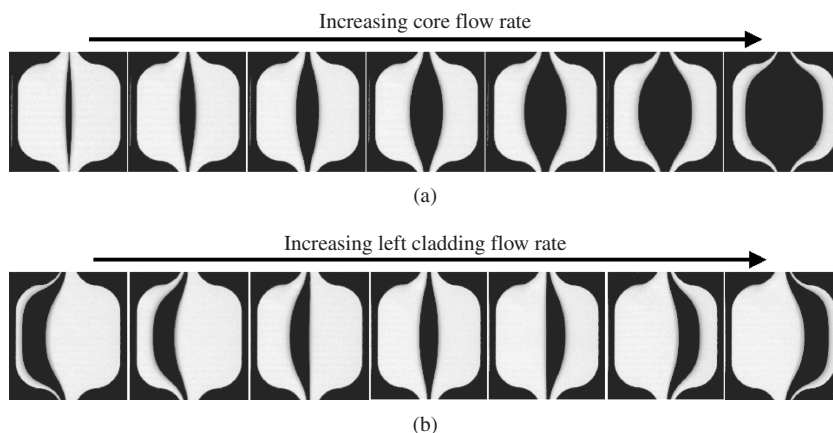 Increasing core flow rate
(a)
Increasing left cladding flow rate
(b)